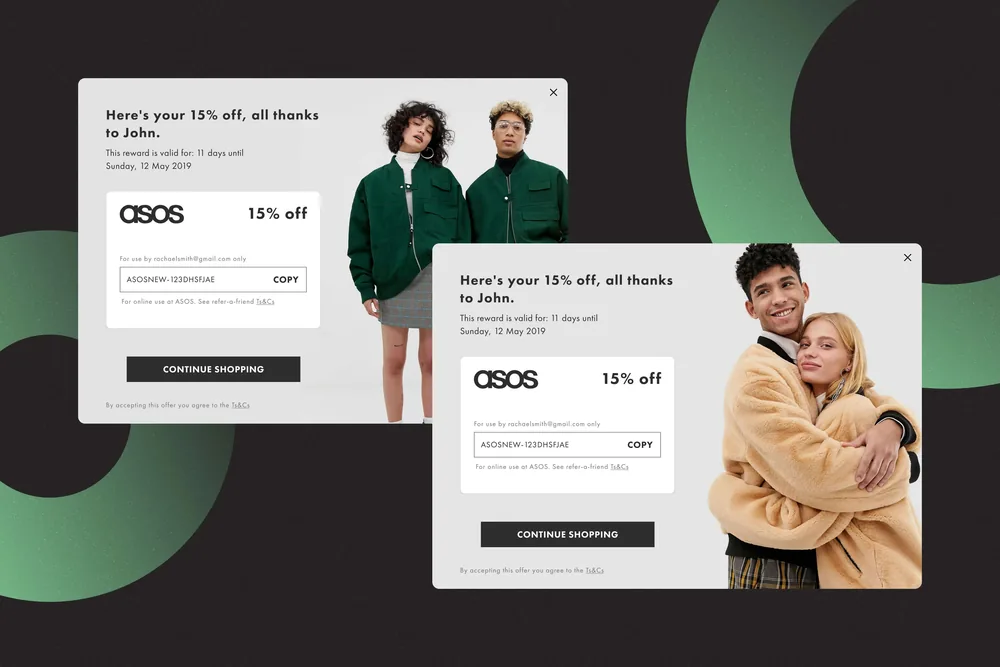 Here's your 15% off, all thanks
to John.
This reward is valid for: 11 days until
Sunday, 12 May 2019
asos 15% off
For use by rachaelsmith@gmail.com only
ASOSNEW-123DHSFJAE COPY
For online use at ASOS. See refer-a-friend Ts&Cs
CONTINUE SHOPPING
By accepting this offer you agree to the Ts&Cs
Here's your 15% off, all thanks
to John.
This reward is valid for: 11 days until
Sunday, 12 May 2019
asos 15% off
For use by rachaelsmith@gmail.com only
ASOSNEW-123DHSFJAE COPY
For online use at ASOS. See refer-a-friend Ts&Cs
CONTINUE SHOPPING
By accepting this offer you agree to the Ts&Cs